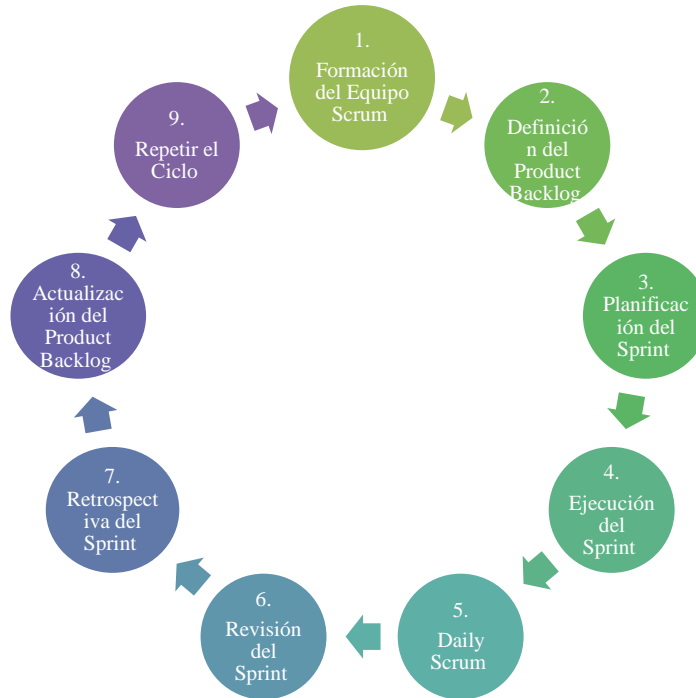 1.
Formación
del Equipo
Scrum
2.
Definició
n del
Product
Backlog
3.
Planificac
ión del
Sprint
4.
Ejecución
del
Sprint
5.
Daily
Scrum
6.
Revisión
del
Sprint
7.
Retrospect
iva del
Sprint
8.
Actualizac
ión del
Product
Backlog
9.
Repetir el
Ciclo